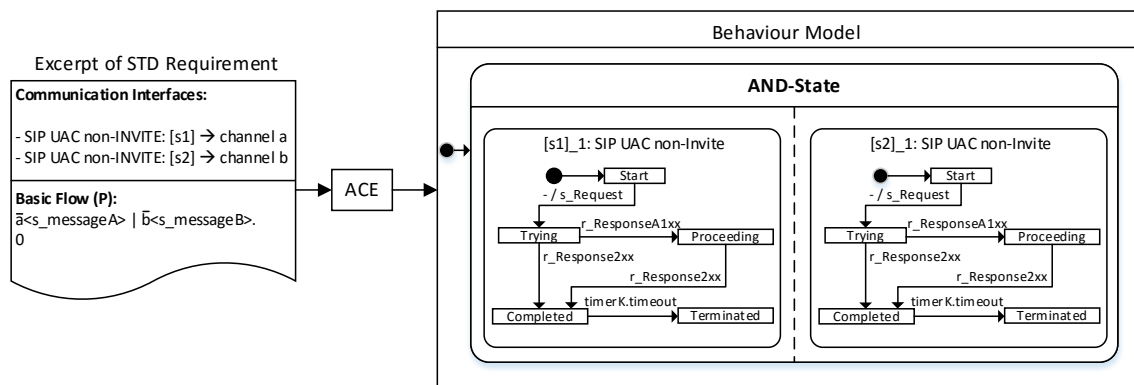 Excerpt of STD Requirement
Communication Interfaces:
- SIP UAC non-INVITE: [s1] → channel a
- SIP UAC non-INVITE: [s2] → channel b
Basic Flow (P):
a̅<s_messageA> | b̅<s_messageB>.
0
ACE
Behaviour Model
AND-State
[s1]_1: SIP UAC non-Invite
Start
- / s_Request
Trying
r_ResponseA1xx
Proceeding
r_Response2xx
r_Response2xx
Completed
timerK.timeout
Terminated
[s2]_1: SIP UAC non-Invite
Start
- / s_Request
Trying
r_ResponseA1xx
Proceeding
r_Response2xx
r_Response2xx
Completed
timerK.timeout
Terminated